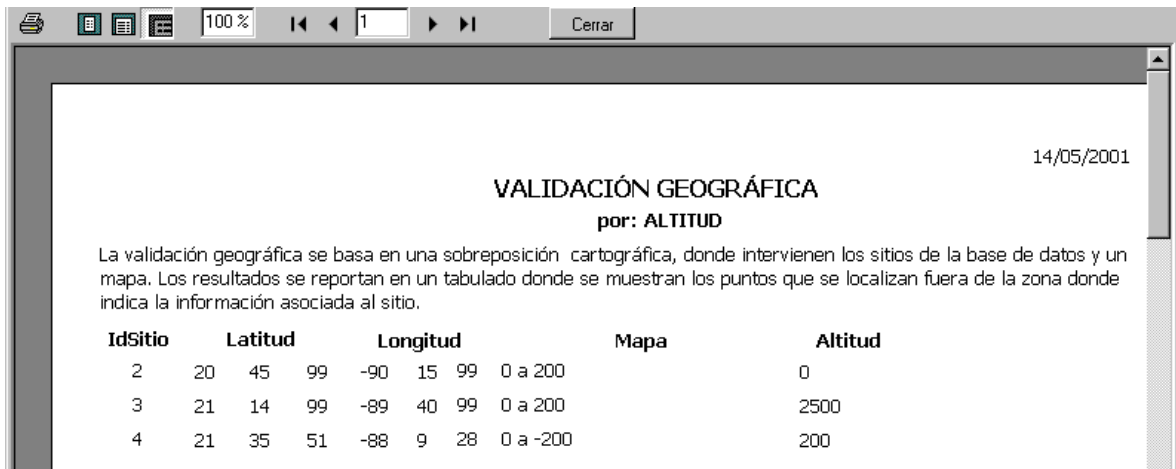 100 % 1 Cerrar
14/05/2001
VALIDACIÓN GEOGRÁFICA
por: ALTITUD
La validación geográfica se basa en una sobreposición cartográfica, donde intervienen los sitios de la base de datos y un
mapa. Los resultados se reportan en un tabulado donde se muestran los puntos que se localizan fuera de la zona donde
indica la información asociada al sitio.
IdSitio Latitud Longitud Mapa Altitud
2 20 45 99 -90 15 99 0 a 200 0
3 21 14 99 -89 40 99 0 a 200 2500
4 21 35 51 -88 9 28 0 a -200 200